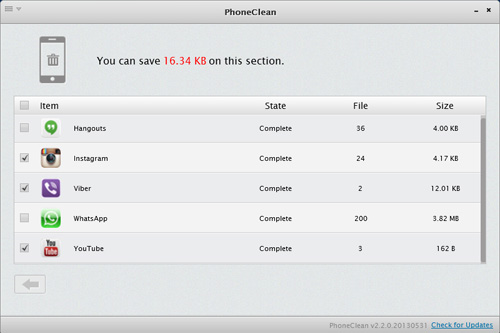 PhoneClean
You can save 16.34 KB on this section.
Item State File Size
Hangouts Complete 36 4.00 KB
Instagram Complete 24 4.17 KB
Viber Complete 2 12.01 KB
WhatsApp Complete 200 3.82 MB
You Tube YouTube Complete 3 162 B
PhoneClean v2.2.0.20130531 Check for Updates